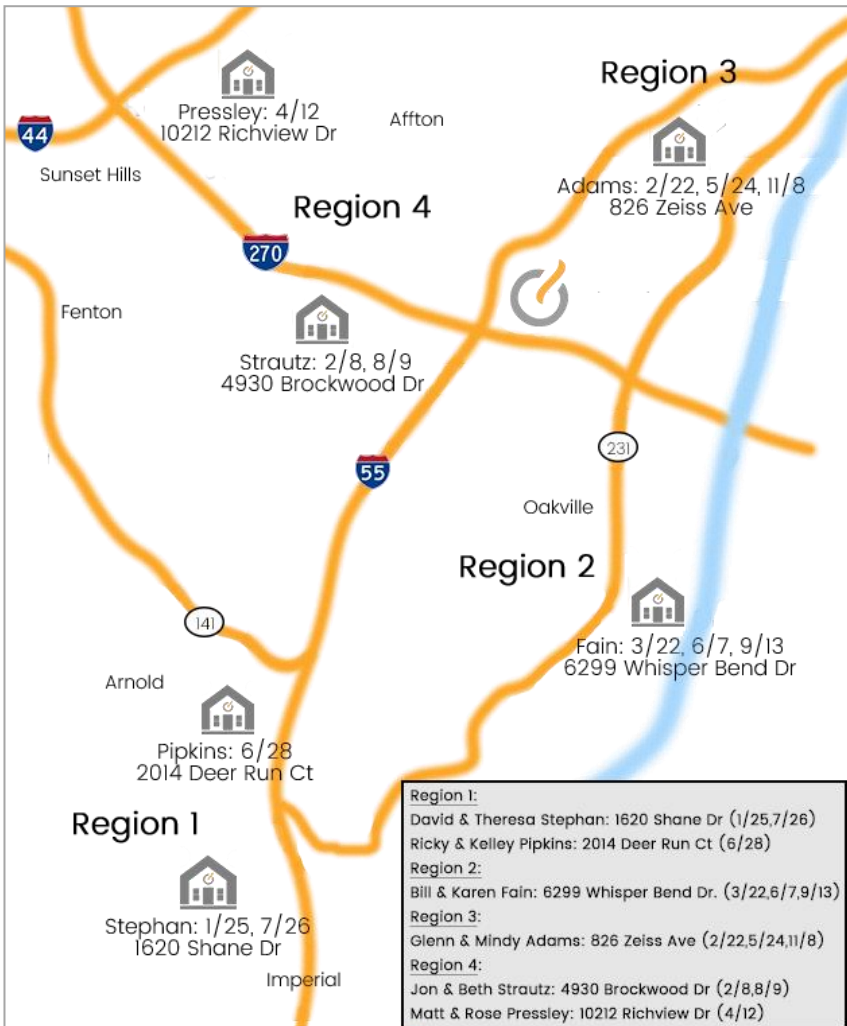 Region 3
Pressley: 4/12
10212 Richview Dr
Affton
44
Sunset Hills
Adams: 2/22, 5/24, 11/8
826 Zeiss Ave
Region 4
270
Fenton
Strautz: 2/8, 8/9
4930 Brockwood Dr
231
55
Oakville
Region 2
141
Fain: 3/22, 6/7, 9/13
6299 Whisper Bend Dr
Arnold
Pipkins: 6/28
2014 Deer Run Ct
Region 1
Stephan: 1/25, 7/26
1620 Shane Dr
Imperial
Region 1:
David & Theresa Stephan: 1620 Shane Dr (1/25,7/26)
Ricky & Kelley Pipkins: 2014 Deer Run Ct (6/28)
Region 2:
Bill & Karen Fain: 6299 Whisper Bend Dr. (3/22,6/7,9/13)
Region 3:
Glenn & Mindy Adams: 826 Zeiss Ave (2/22,5/24,11/8)
Region 4:
Jon & Beth Strautz: 4930 Brockwood Dr (2/8,8/9)
Matt & Rose Pressley: 10212 Richview Dr (4/12)